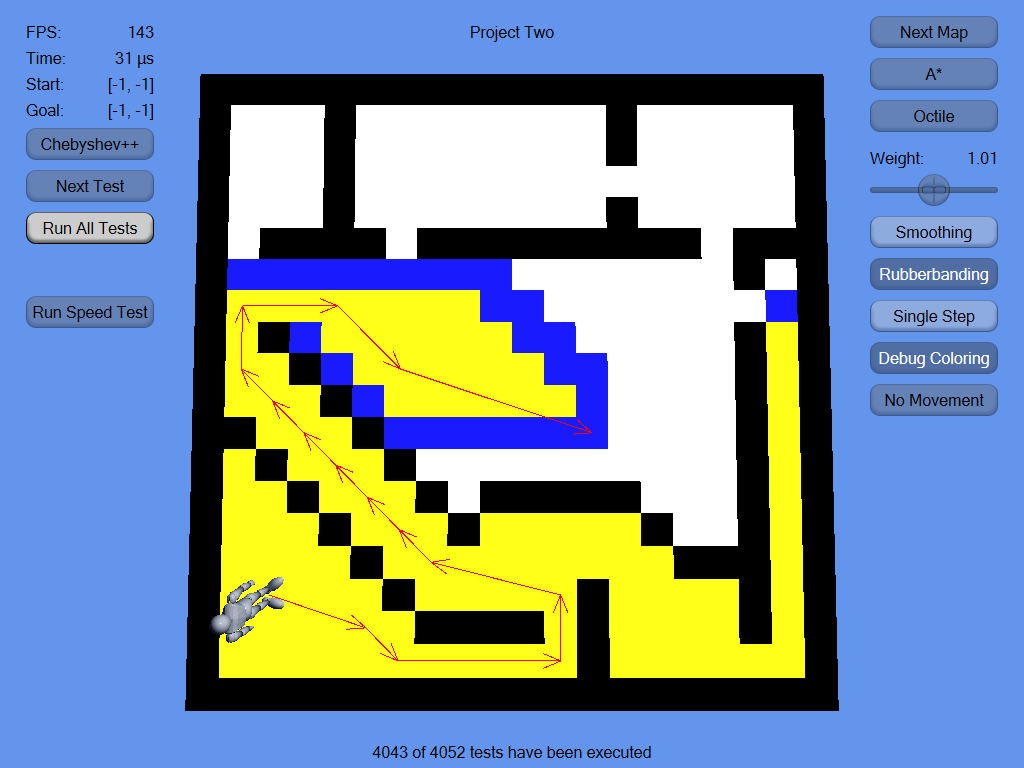 FPS: 143
Time: 31 µs
Start: [-1, -1]
Goal: [-1, -1]
Chebyshev++
Next Test
Run All Tests
Run Speed Test
Project Two
Next Map
A*
Octile
Weight: 1.01
Smoothing
Rubberbanding
Single Step
Debug Coloring
No Movement
4043 of 4052 tests have been executed